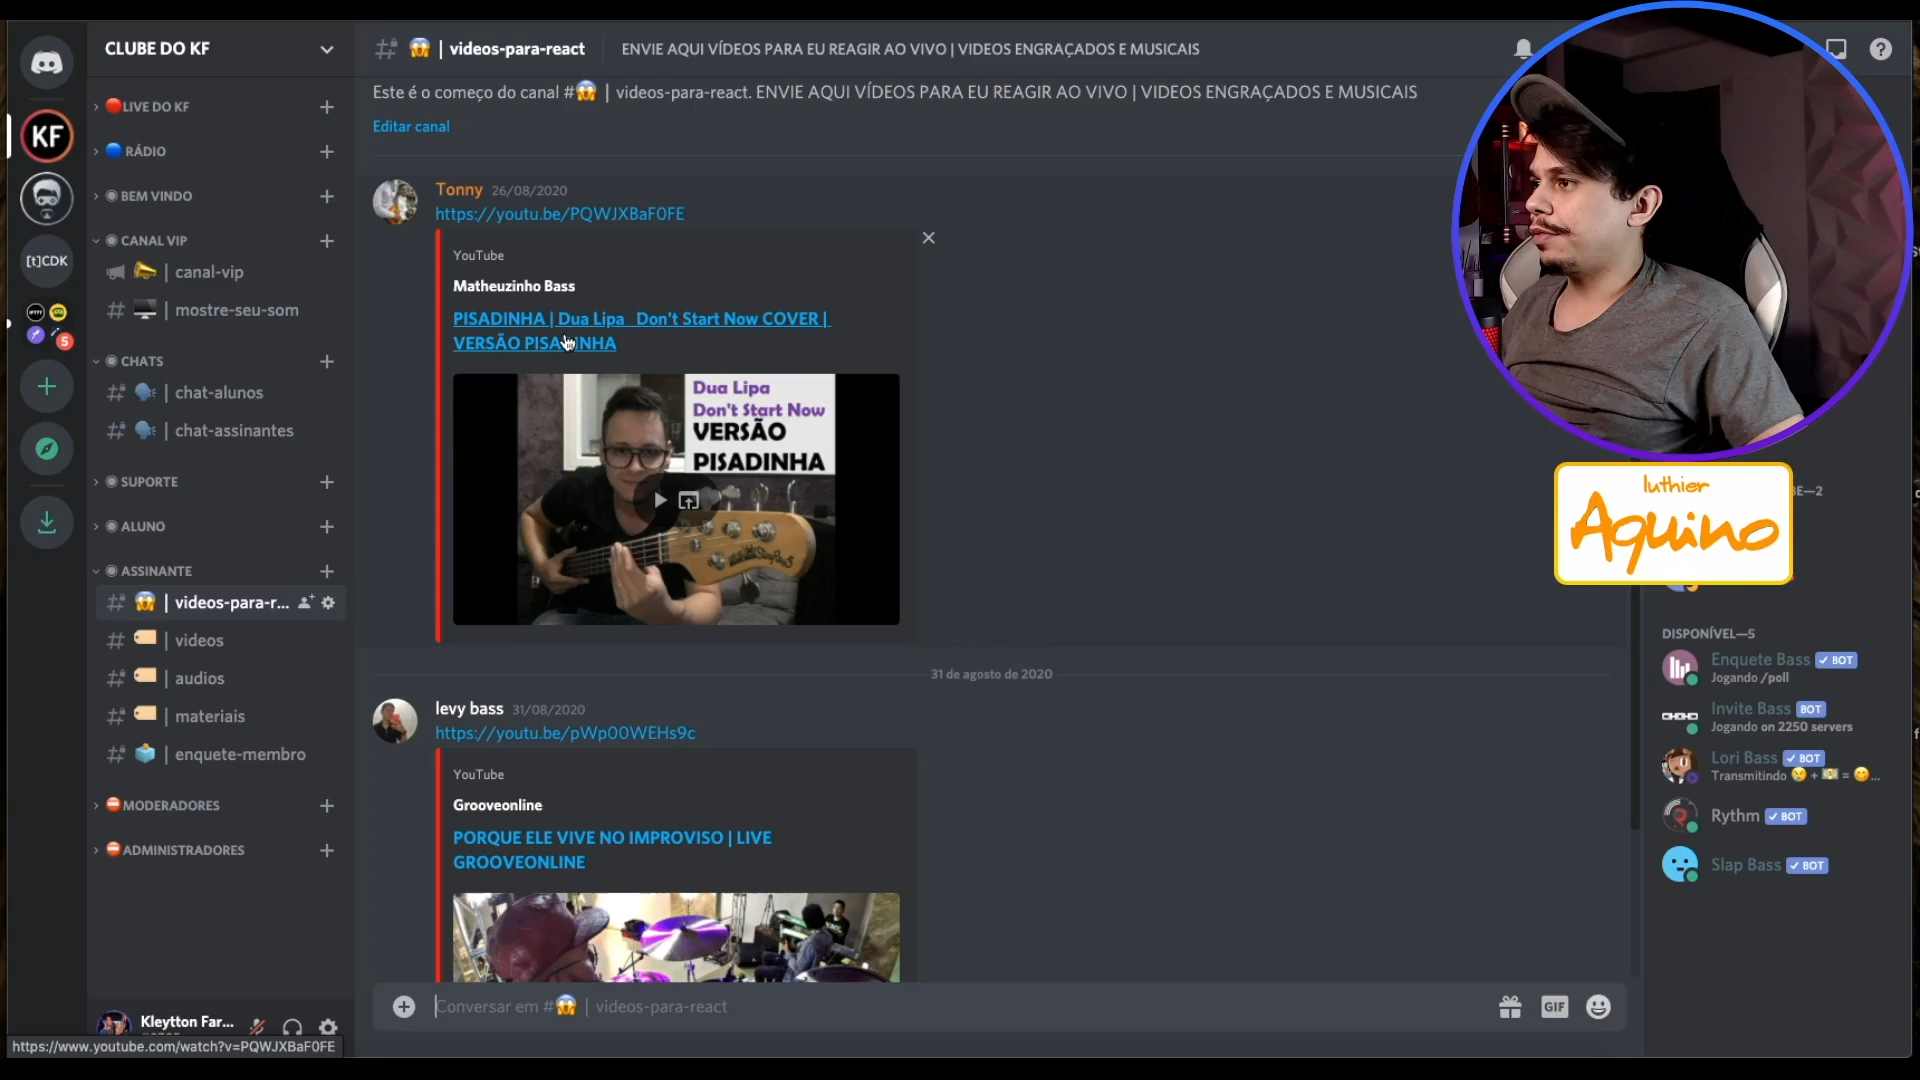 CLUBE DO KF
LIVE DO KF
RÁDIO
BEM VINDO
CANAL VIP
| canal-vip
# | mostre-seu-som
CHATS
# | chat-alunos
# | chat-assinantes
SUPORTE
ALUNO
ASSINANTE
# | videos-para-r...
# | videos
# | audios
# | materiais
# | enquete-membro
MODERADORES
ADMINISTRADORES
KF
[t]CDK
5
Kleytton Far...
https://www.youtube.com/watch?v=PQWJXBaF0FE
# | videos-para-react
ENVIE AQUI VÍDEOS PARA EU REAGIR AO VIVO | VIDEOS ENGRAÇADOS E MUSICAIS
Este é o começo do canal # | videos-para-react. ENVIE AQUI VÍDEOS PARA EU REAGIR AO VIVO | VIDEOS ENGRAÇADOS E MUSICAIS
Editar canal
Tonny 26/08/2020
https://youtu.be/PQWJXBaF0FE
YouTube
Matheuzinho Bass
PISADINHA | Dua Lipa Don't Start Now COVER |
VERSÃO PISADINHA
Dua Lipa
Don't Start Now
VERSÃO
PISADINHA
31 de agosto de 2020
levy bass 31/08/2020
https://youtu.be/pWp00WEHs9c
YouTube
Grooveonline
PORQUE ELE VIVE NO IMPROVISO | LIVE
GROOVEONLINE
Conversar em # | videos-para-react
GIF
luthier
Aquino
BE—2
DISPONÍVEL—5
Enquete Bass BOT
Jogando /poll
Invite Bass BOT
Jogando on 2250 servers
Lori Bass BOT
Transmitindo + = ...
Rythm BOT
Slap Bass BOT